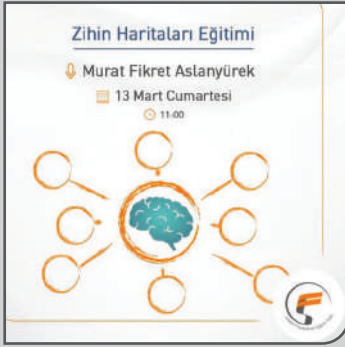 Zihin Haritaları Eğitimi
Murat Fikret Aslanyürek
13 Mart Cumartesi
11:00